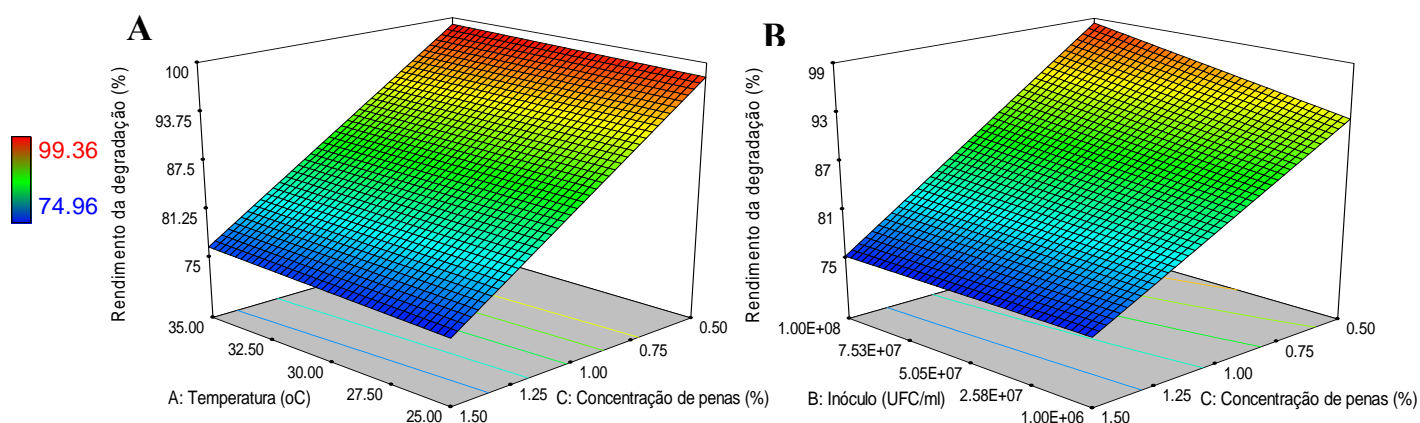 A
Rendimento da degradação (%)
100
93.75
87.5
81.25
75
99.36
74.96
35.00
32.50
30.00
27.50
25.00
A: Temperatura (oC)
1.50
1.25
1.00
0.75
0.50
C: Concentração de penas (%)
B
Rendimento da degradação (%)
99
93
87
81
75
1.00E+08
7.53E+07
5.05E+07
2.58E+07
1.00E+06
B: Inóculo (UFC/ml)
1.50
1.25
1.00
0.75
0.50
C: Concentração de penas (%)